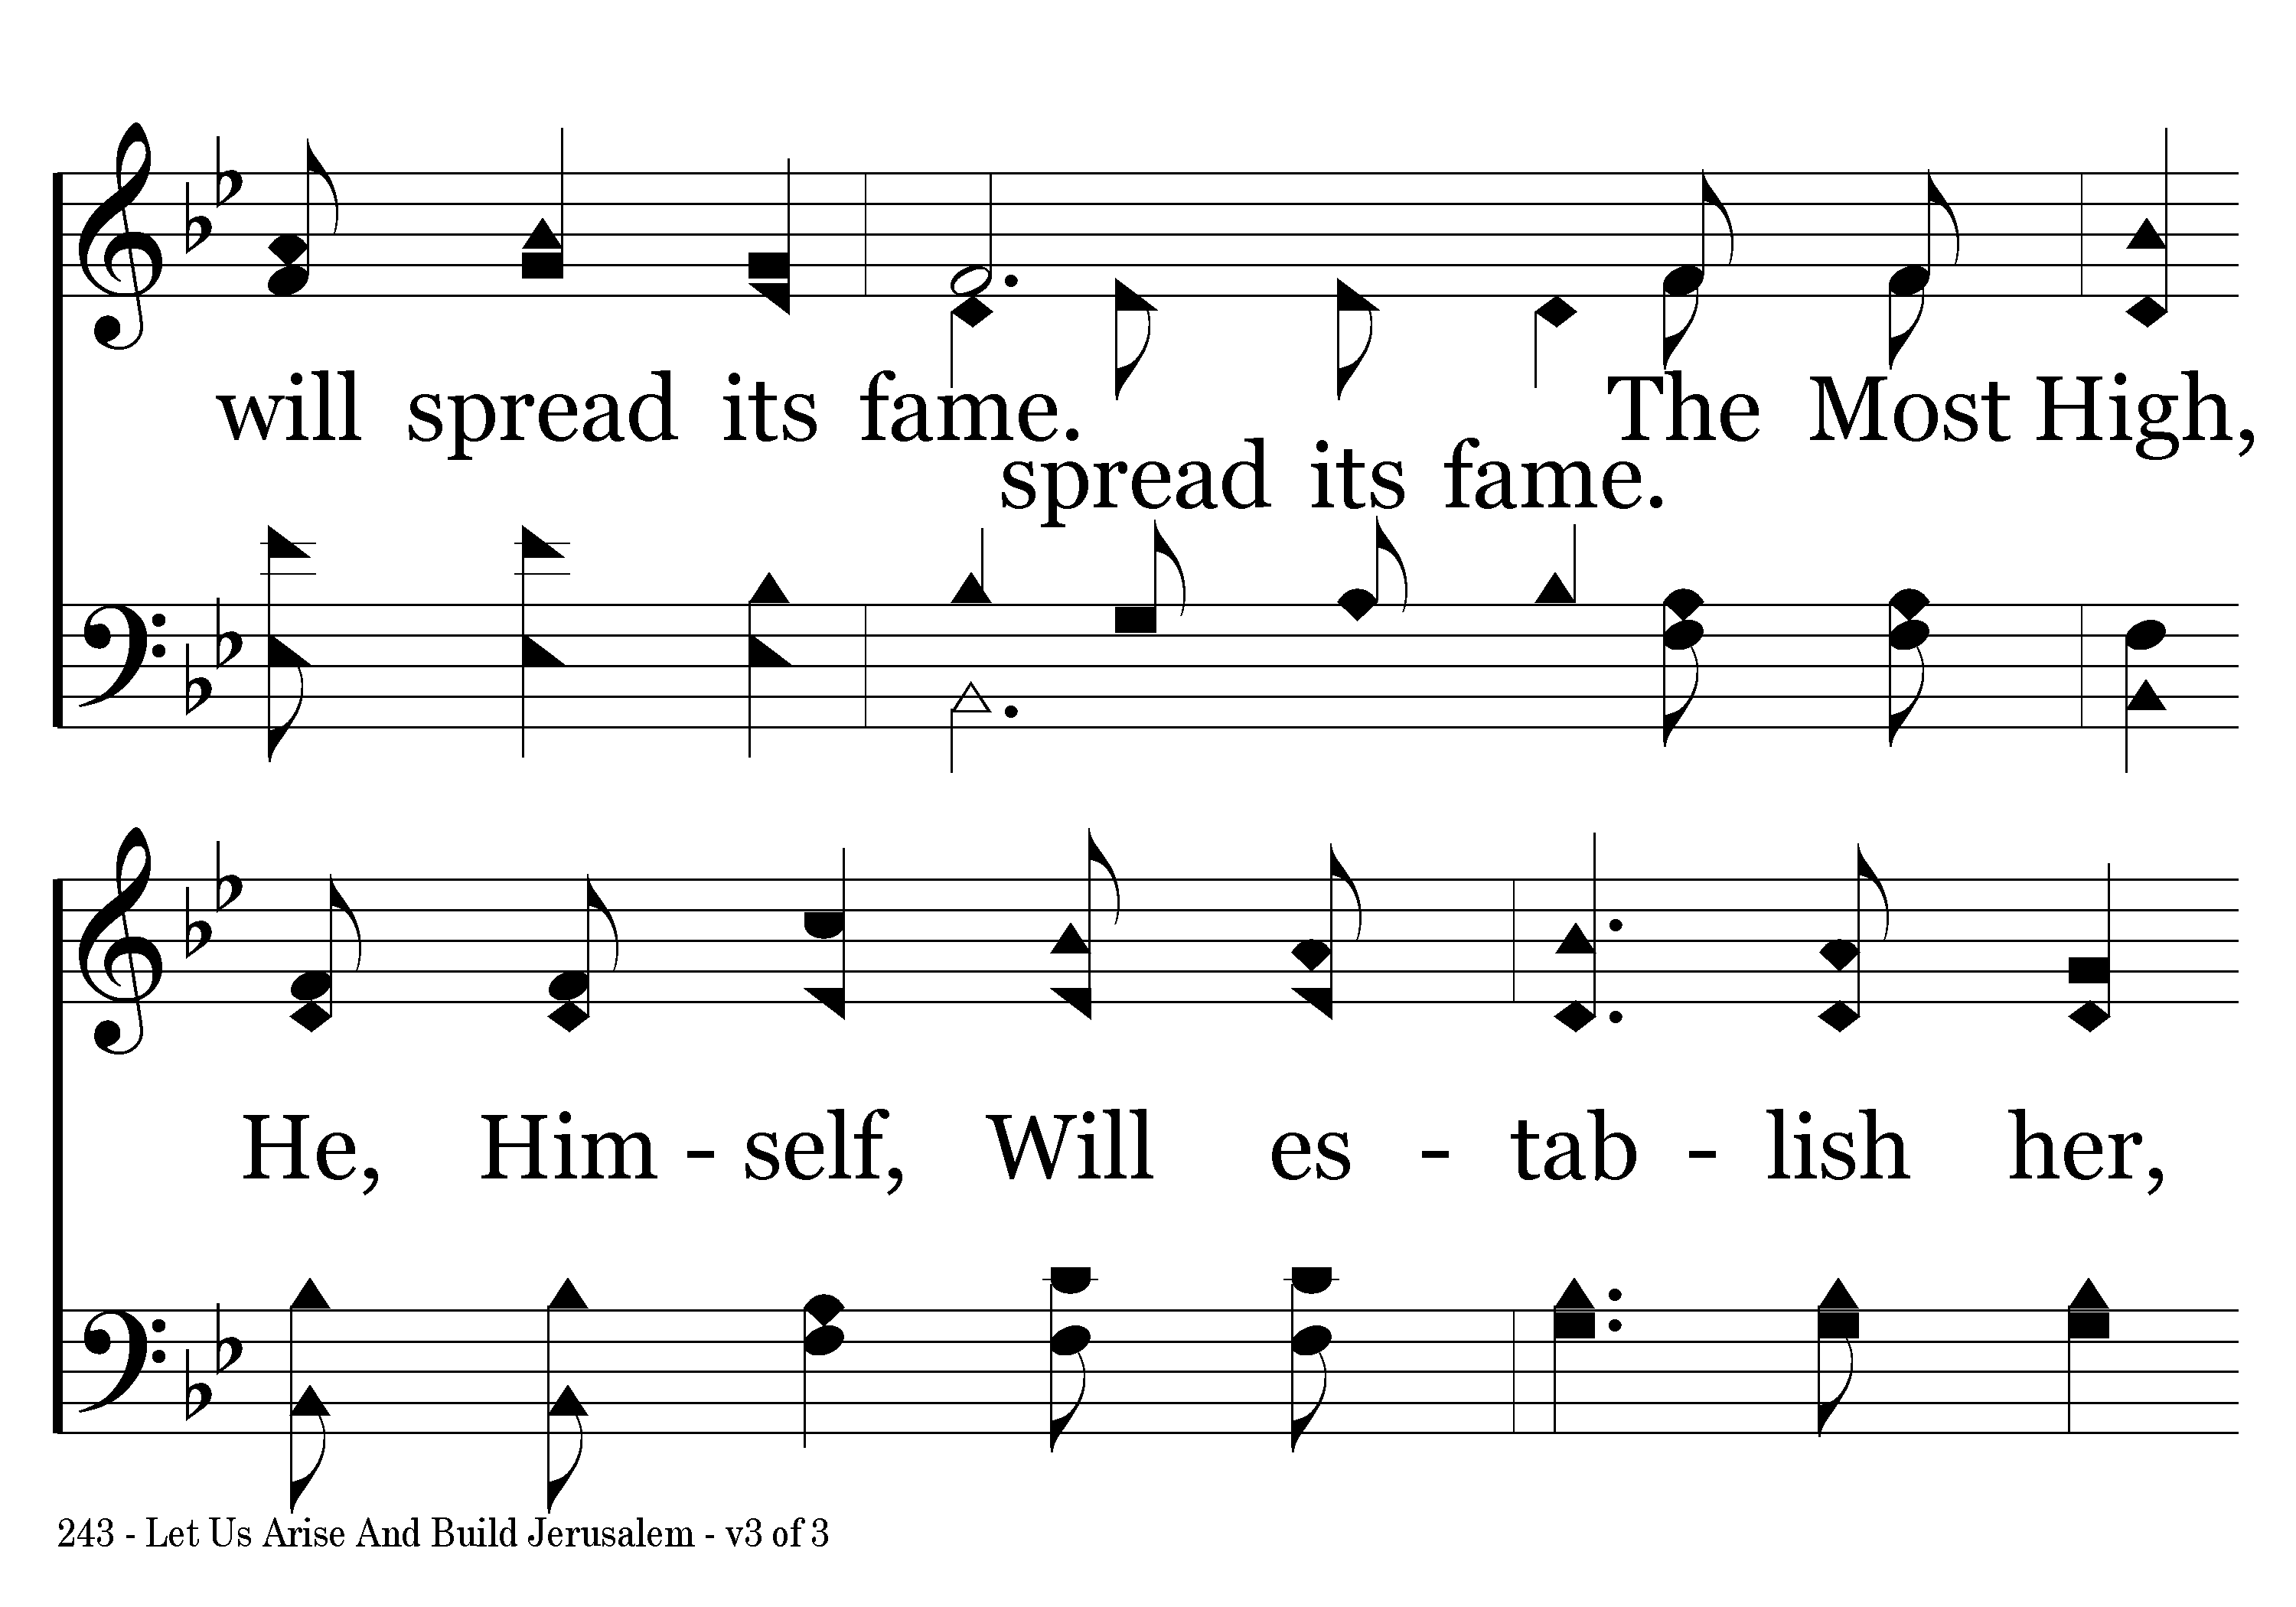 will spread its fame. The Most High,
spread its fame.
He, Him - self, Will es - tab - lish her,
243 - Let Us Arise And Build Jerusalem - v3 of 3